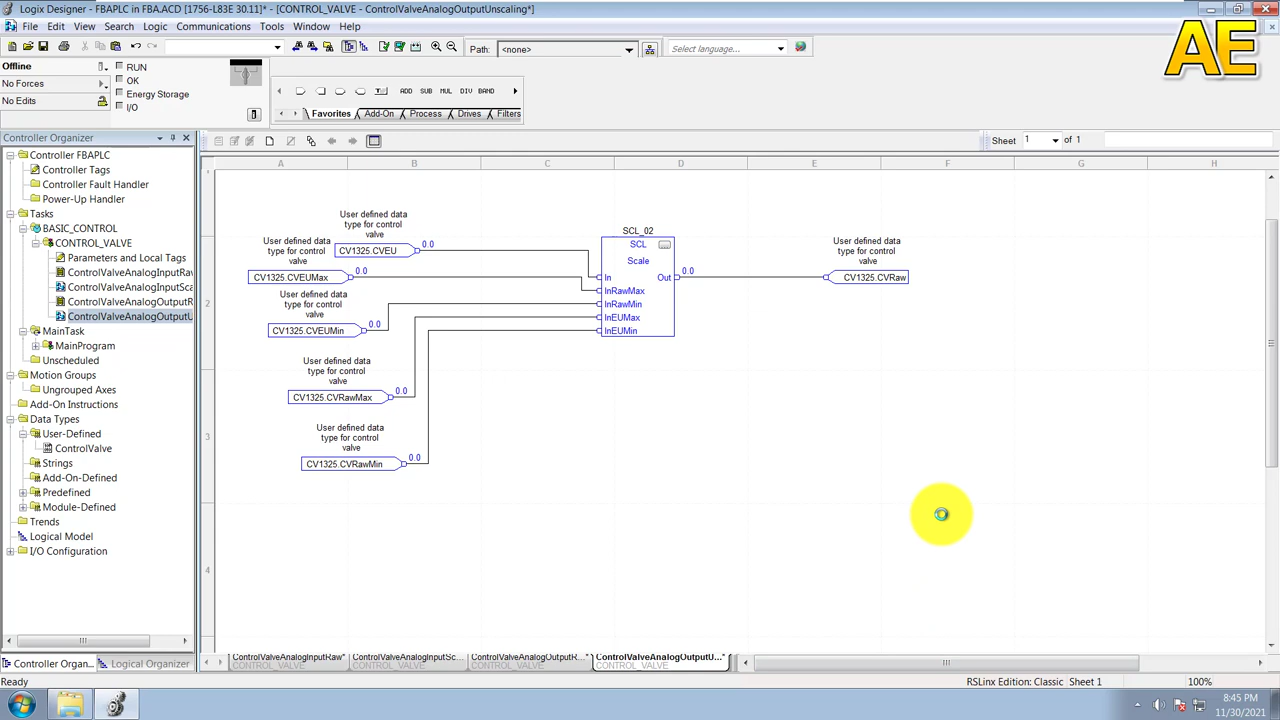 Logix Designer - FBAPLC in FBA.ACD [1756-L83E 30.11]* - [CONTROL_VALVE - ControlValveAnalogOutputUnscaling*]
File Edit View Search Logic Communications Tools Window Help
Path: <none>
Select language...
AE
Offline
RUN
No Forces
OK
Energy Storage
No Edits
I/O
ADD SUB MUL DIV BAND
Favorites Add-On Process Drives Filters
Controller Organizer
Sheet 1 of 1
A B C D E F G H
Controller FBAPLC
Controller Tags
Controller Fault Handler
Power-Up Handler
Tasks
BASIC_CONTROL
CONTROL_VALVE
Parameters and Local Tags
ControlValveAnalogInputRav
ControlValveAnalogInputSca
ControlValveAnalogOutputR
ControlValveAnalogOutputU
MainTask
MainProgram
Unscheduled
Motion Groups
Ungrouped Axes
Add-On Instructions
Data Types
User-Defined
ControlValve
Strings
Add-On-Defined
Predefined
Module-Defined
Trends
Logical Model
I/O Configuration
Controller Organ...
Logical Organizer
2
3
4
User defined data
type for control
valve
CV1325.CVEU
0.0
User defined data
type for control
valve
CV1325.CVEUMax
0.0
User defined data
type for control
valve
CV1325.CVEUMin
0.0
User defined data
type for control
valve
CV1325.CVRawMax
0.0
User defined data
type for control
valve
CV1325.CVRawMin
0.0
SCL_02
SCL
...
Scale
In
Out
InRawMax
InRawMin
InEUMax
InEUMin
0.0
User defined data
type for control
valve
CV1325.CVRaw
ControlValveAnalogInputRaw*
CONTROL_VALVE
ControlValveAnalogInputSc...
CONTROL_VALVE
ControlValveAnalogOutputR...
CONTROL_VALVE
ControlValveAnalogOutputU...*
CONTROL_VALVE
Ready
RSLinx Edition: Classic
Sheet 1
100%
8:45 PM
11/30/2021